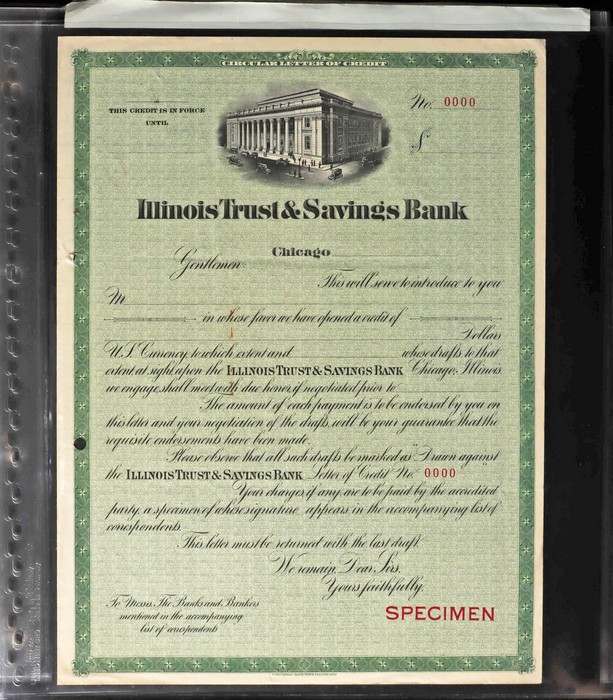 CIRCULAR LETTER OF CREDIT
THIS CREDIT IS IN FORCE
UNTIL
No. 0000
$
Illinois Trust & Savings Bank
Chicago
Gentlemen:
This will serve to introduce to you
M
in whose favor we have opened a credit of
Dollars
U.S. Currency, to which extent and whose drafts to that
extent at sight upon the ILLINOIS TRUST & SAVINGS BANK Chicago, Illinois
we engage shall meet with due honor, if negotiated prior to
The amount of each payment is to be endorsed by you on
this letter and your negotiation of the drafts, will be your guarantee that the
requisite endorsements have been made.
Please observe that all such drafts be marked as "Drawn against
the ILLINOIS TRUST & SAVINGS BANK Letter of Credit No. 0000"
Your charges, if any, are to be paid by the accredited
party, a specimen of whose signature, appears in the accompanying list of
correspondents.
This letter must be returned with the last draft.
We remain, Dear Sirs,
Yours faithfully,
To Messrs. The Banks and Bankers
mentioned in the accompanying
list of correspondents
SPECIMEN